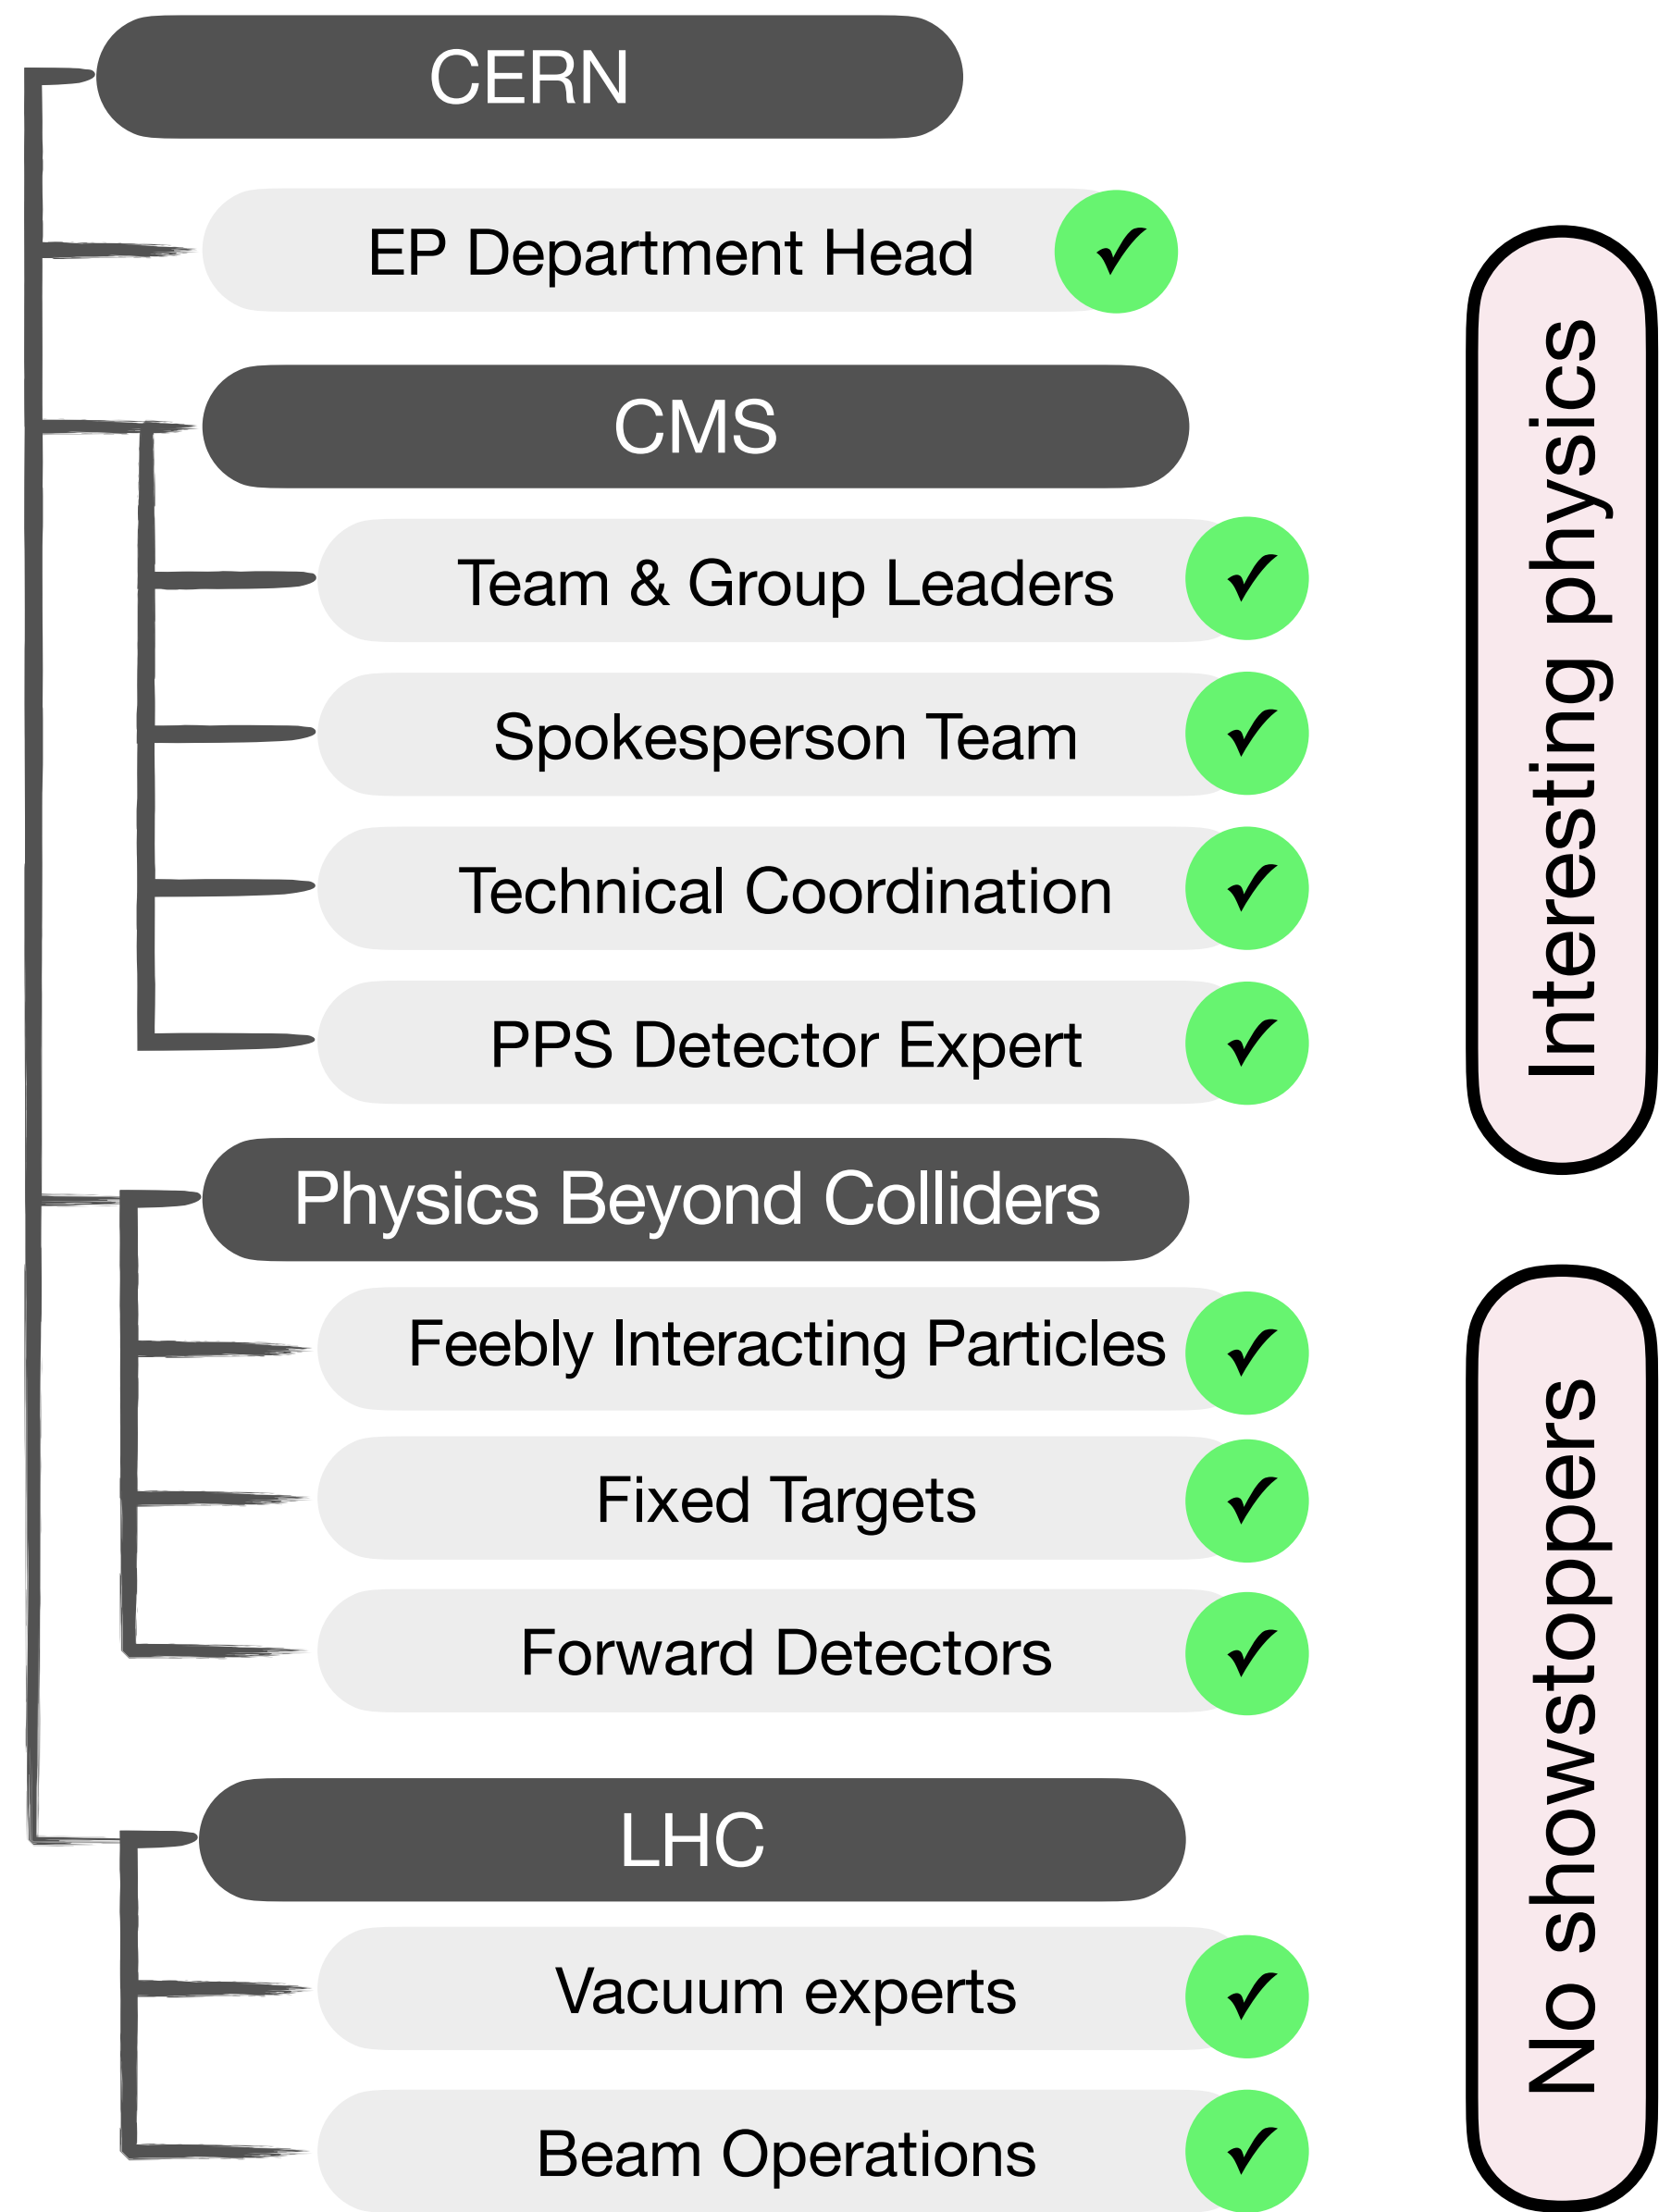 CERN
EP Department Head
✓
CMS
Team & Group Leaders
✓
Spokesperson Team
✓
Technical Coordination
✓
PPS Detector Expert
✓
Physics Beyond Colliders
Feebly Interacting Particles
✓
Fixed Targets
✓
Forward Detectors
✓
LHC
Vacuum experts
✓
Beam Operations
✓
Interesting physics
No showstoppers